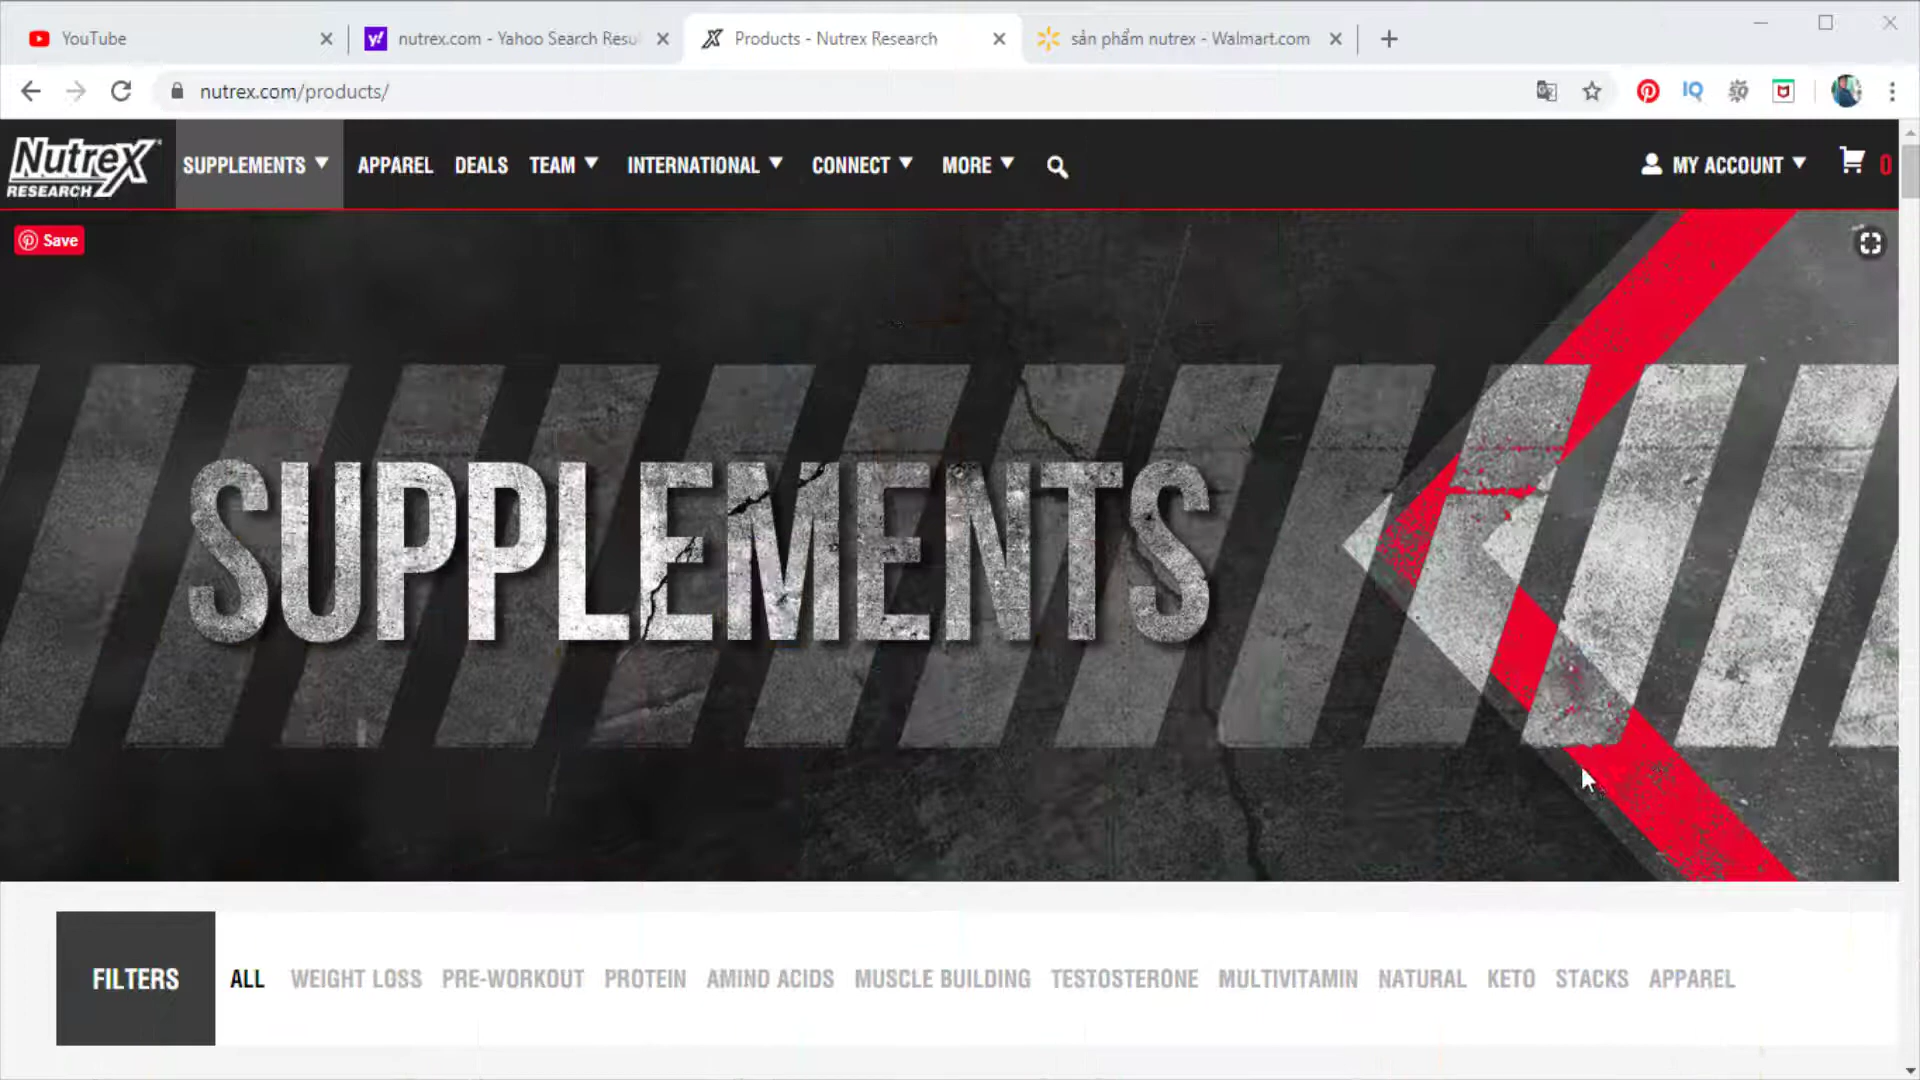 YouTube
nutrex.com - Yahoo Search Resu
Products - Nutrex Research
sản phẩm nutrex - Walmart.com
nutrex.com/products/
IQ
NutreX
RESEARCH
SUPPLEMENTS
APPAREL
DEALS
TEAM
INTERNATIONAL
CONNECT
MORE
MY ACCOUNT
0
Save
SUPPLEMENTS
FILTERS
ALL
WEIGHT LOSS
PRE-WORKOUT
PROTEIN
AMINO ACIDS
MUSCLE BUILDING
TESTOSTERONE
MULTIVITAMIN
NATURAL
KETO
STACKS
APPAREL